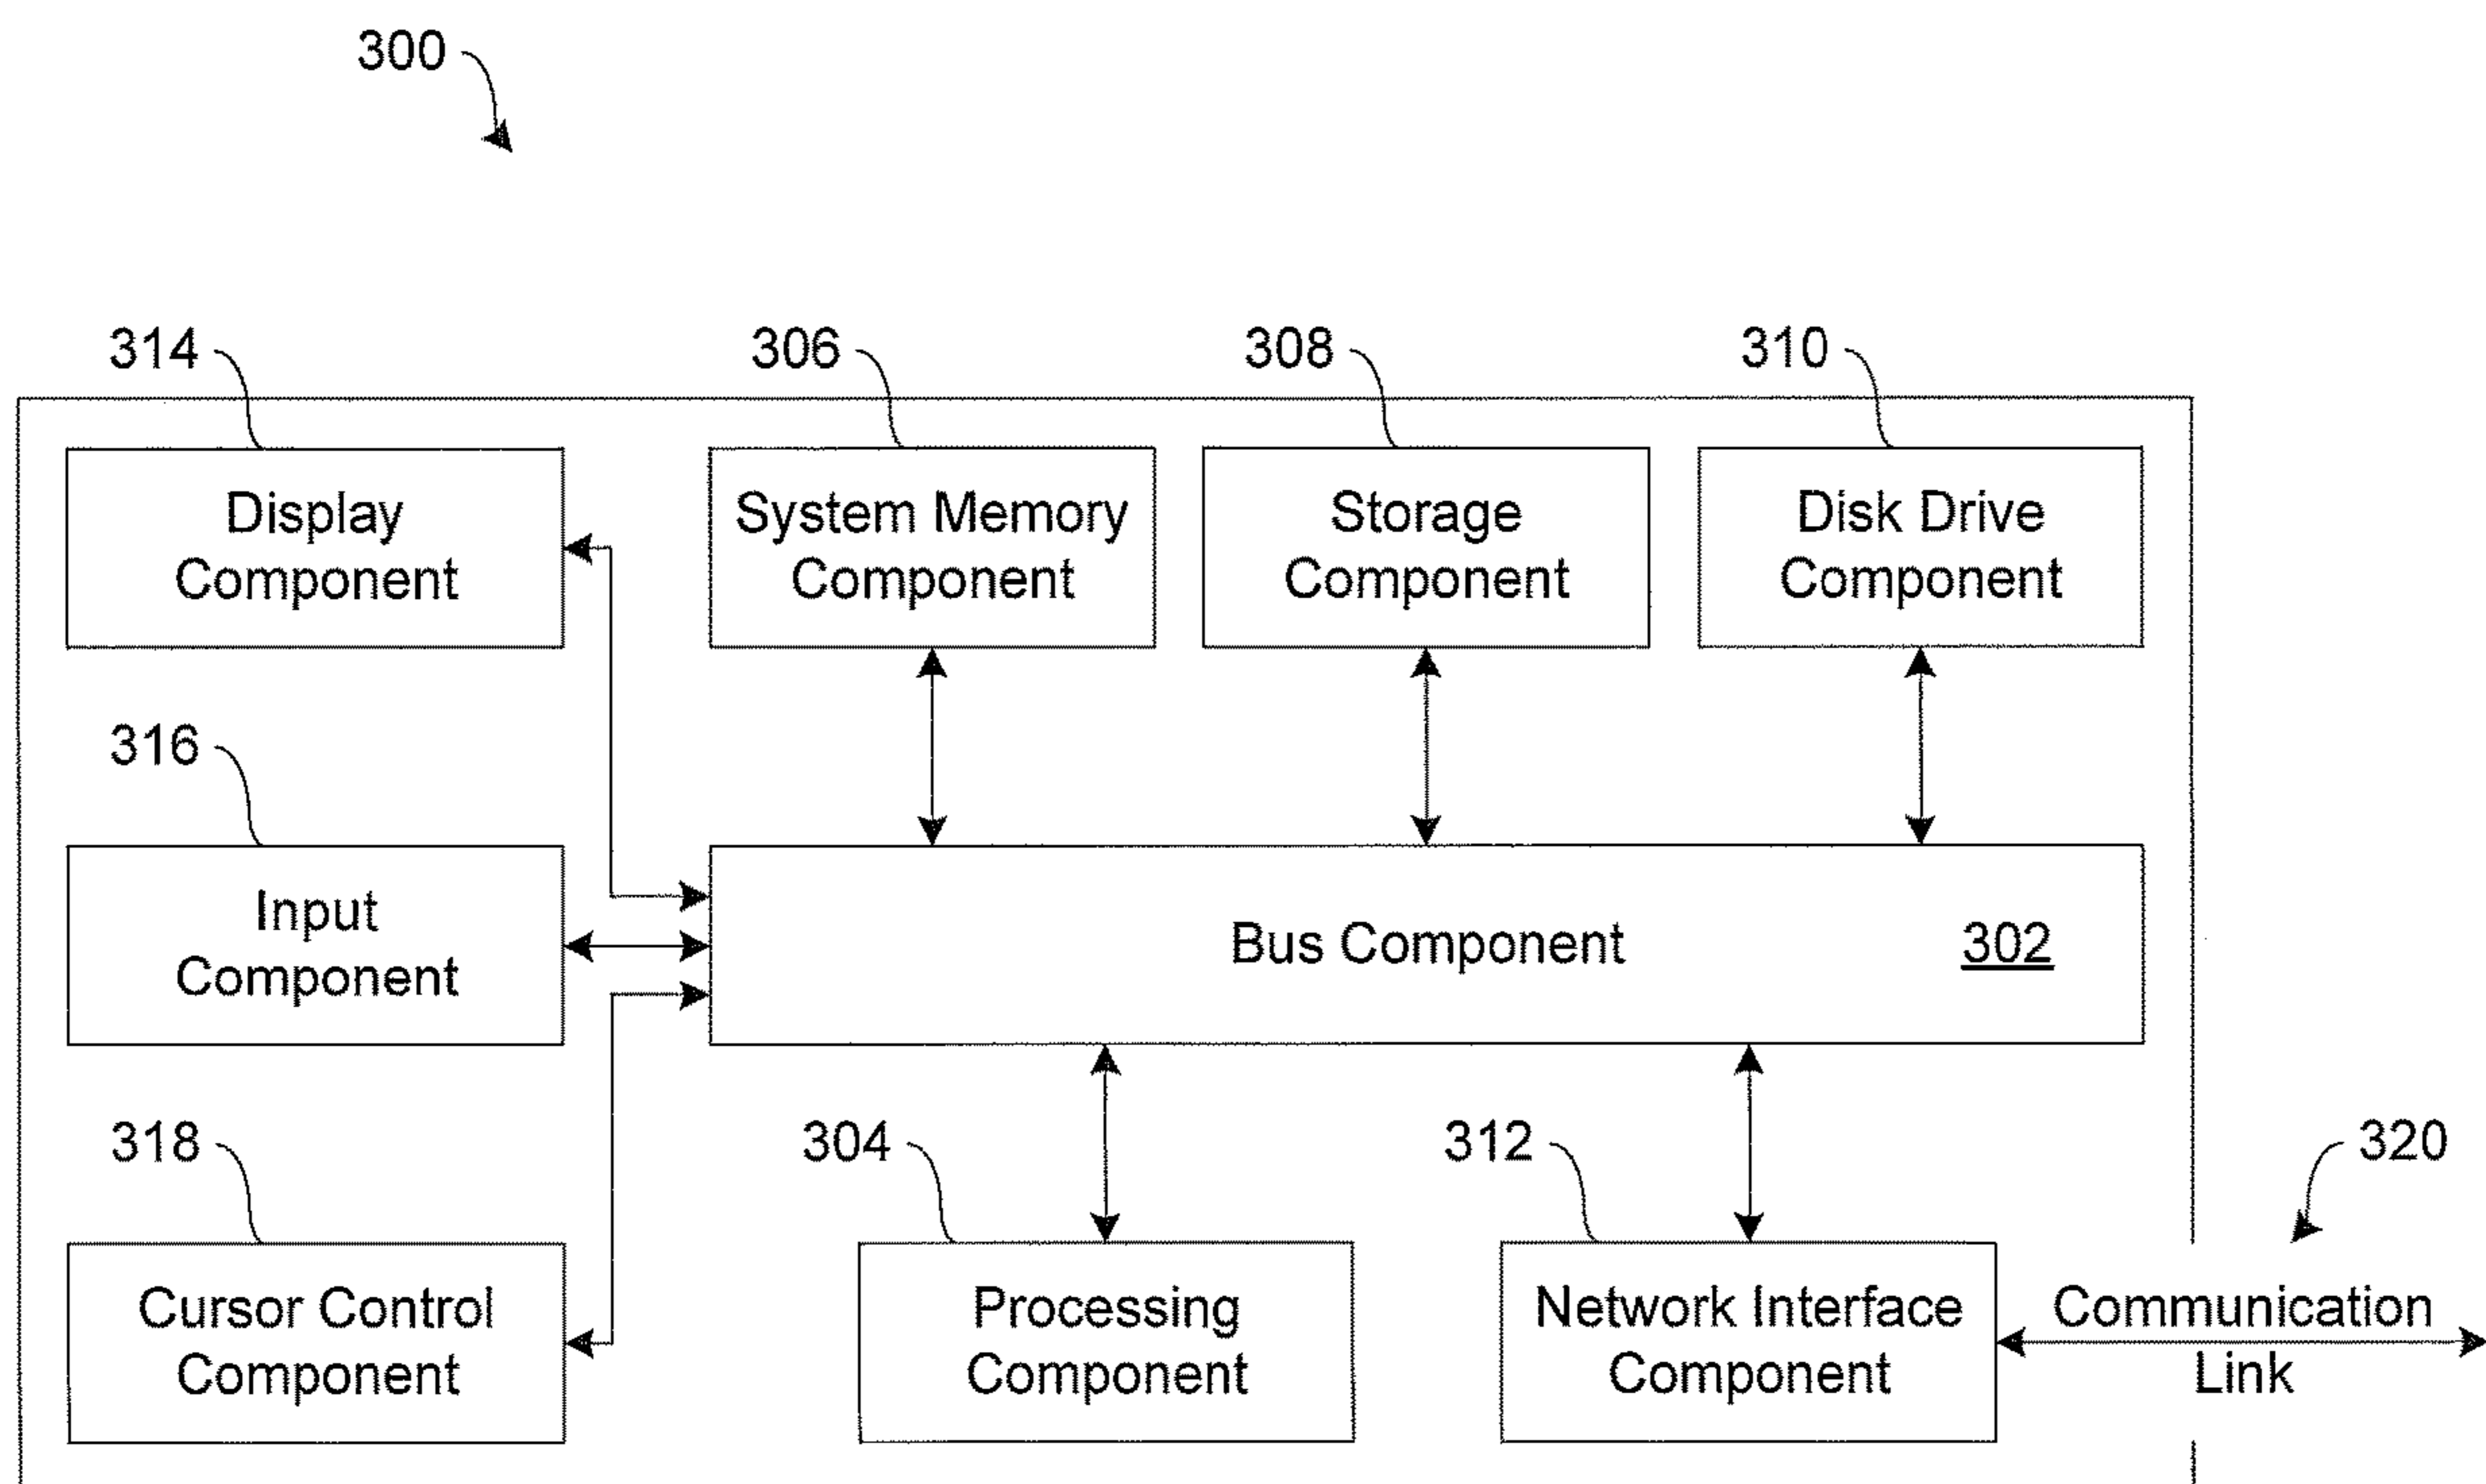 300
314
306
308
310
Display
Component
System Memory
Component
Storage
Component
Disk Drive
Component
316
Input
Component
Bus Component
302
318
304
312
320
Cursor Control
Component
Processing
Component
Network Interface
Component
Communication
Link